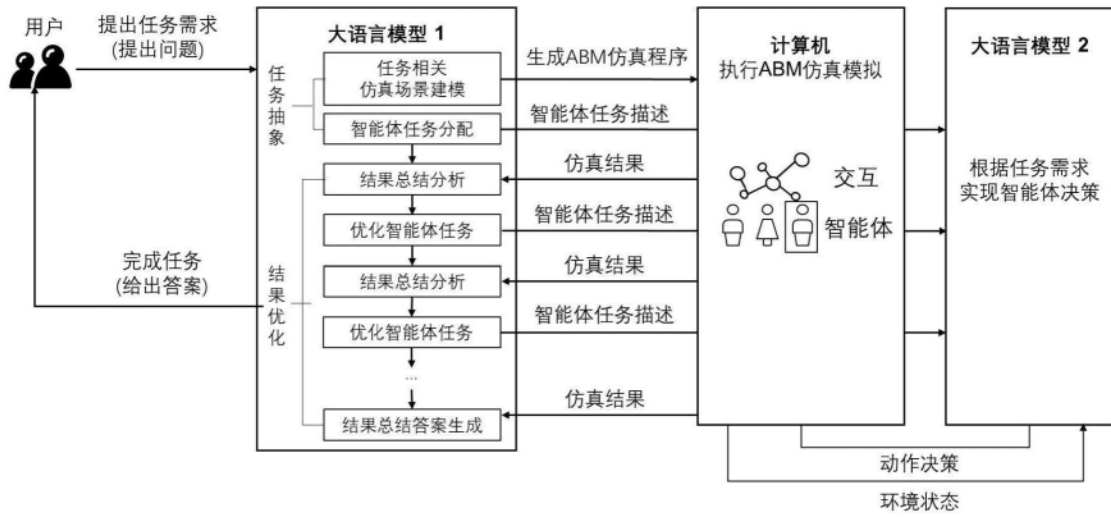 用户
提出任务需求
(提出问题)
完成任务
(给出答案)
大语言模型 1
任务抽象
任务相关
仿真场景建模
智能体任务分配
结果优化
结果总结分析
优化智能体任务
结果总结分析
优化智能体任务
...
结果总结答案生成
生成ABM仿真程序
智能体任务描述
仿真结果
智能体任务描述
仿真结果
智能体任务描述
仿真结果
计算机
执行ABM仿真模拟
交互
智能体
大语言模型 2
根据任务需求
实现智能体决策
动作决策
环境状态